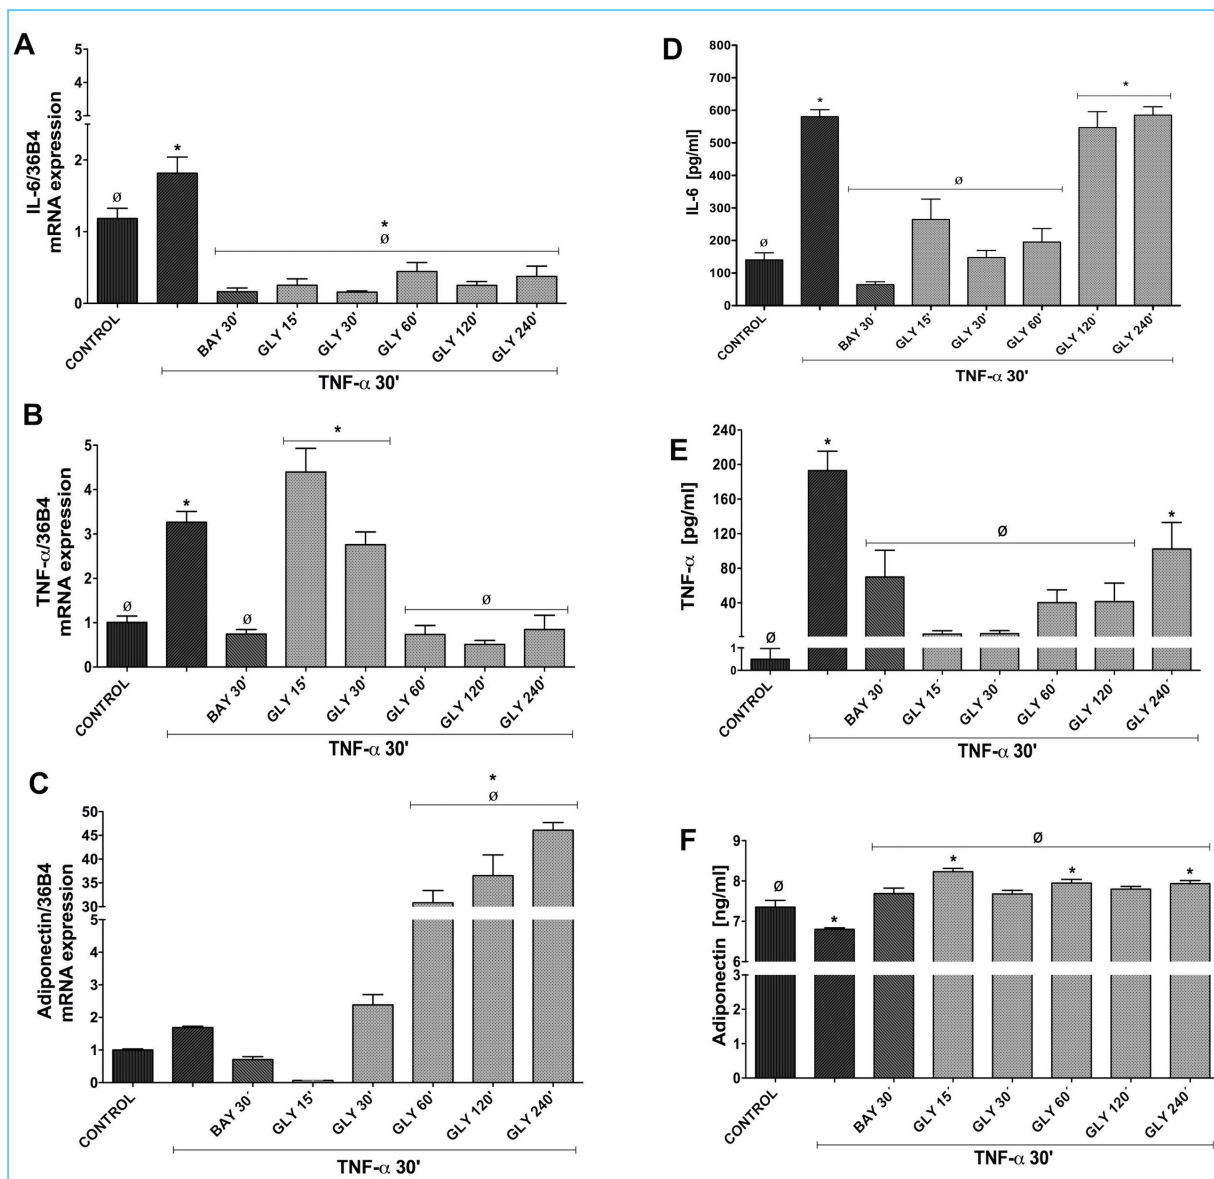 A
IL-6/36B4
mRNA expression
5
4
3
2
1
0
ø
*
*
ø
CONTROL
BAY 30'
GLY 15'
GLY 30'
GLY 60'
GLY 120'
GLY 240'
TNF-α 30'
B
TNF-α/36B4
mRNA expression
5
4
3
2
1
0
ø
*
ø
*
ø
CONTROL
BAY 30´
GLY 15´
GLY 30´
GLY 60´
GLY 120´
GLY 240´
TNF-α 30'
C
Adiponectin/36B4
mRNA expression
50
45
40
35
30
5
4
3
2
1
0
*
ø
CONTROL
BAY 30´
GLY 15'
GLY 30'
GLY 60'
GLY 120'
GLY 240'
TNF-α 30'
D
IL-6 [pg/ml]
800
700
600
500
400
300
200
100
0
ø
*
ø
*
CONTROL
BAY 30´
GLY 15´
GLY 30´
GLY 60´
GLY 120´
GLY 240´
TNF-α 30'
E
TNF-α [pg/ml]
240
200
160
120
80
40
1
0
Ø
*
Ø
*
CONTROL
BAY 30´
GLY 15´
GLY 30´
GLY 60´
GLY 120´
GLY 240´
TNF-α 30'
F
Adiponectin [ng/ml]
9
8
7
6
3
2
1
0
Ø
*
Ø
*
*
*
CONTROL
BAY 30´
GLY 15´
GLY 30´
GLY 60´
GLY 120´
GLY 240´
TNF-α 30'